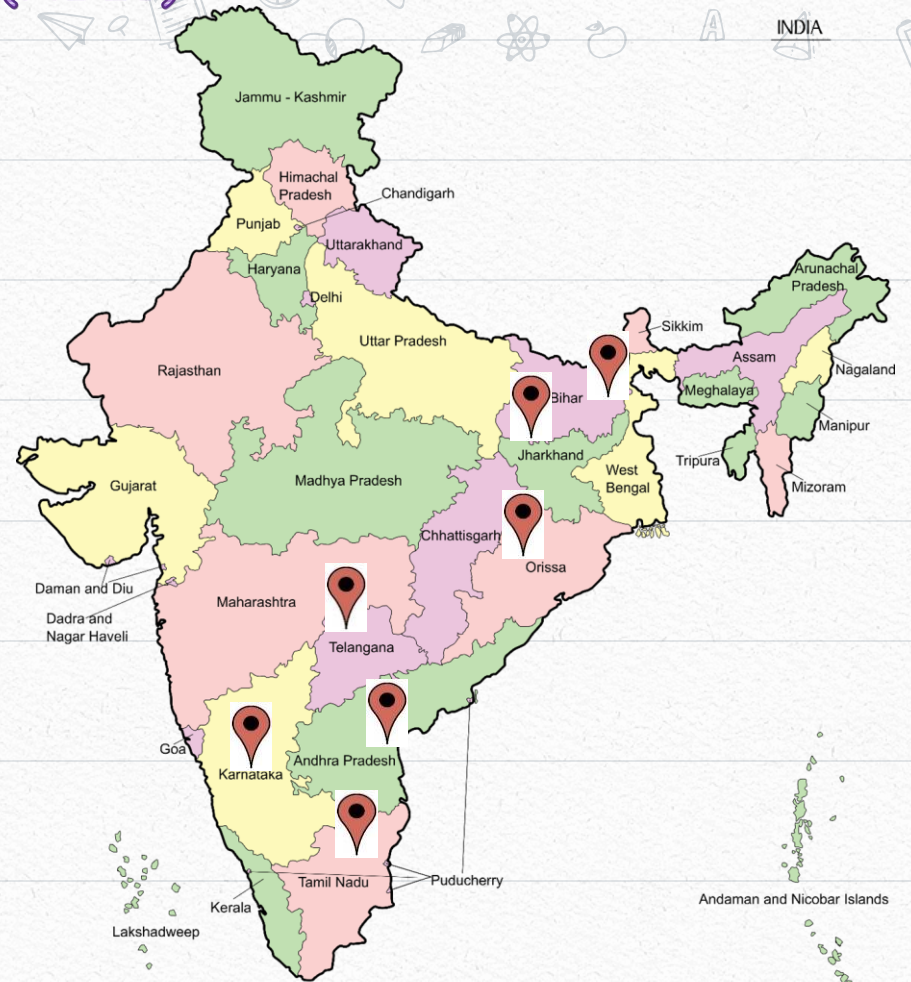 INDIA
Jammu - Kashmir
Himachal
Pradesh
Chandigarh
Punjab
Uttarakhand
Haryana
Arunachal
Pradesh
Delhi
Sikkim
Uttar Pradesh
Assam
Rajasthan
Nagaland
Meghalaya
Bihar
Manipur
Jharkhand
Tripura
West
Bengal
Madhya Pradesh
Gujarat
Mizoram
Chhattisgarh
Orissa
Daman and Diu
Maharashtra
Dadra and
Nagar Haveli
Telangana
Goa
Andhra Pradesh
Karnataka
Puducherry
Tamil Nadu
Andaman and Nicobar Islands
Kerala
Lakshadweep
A